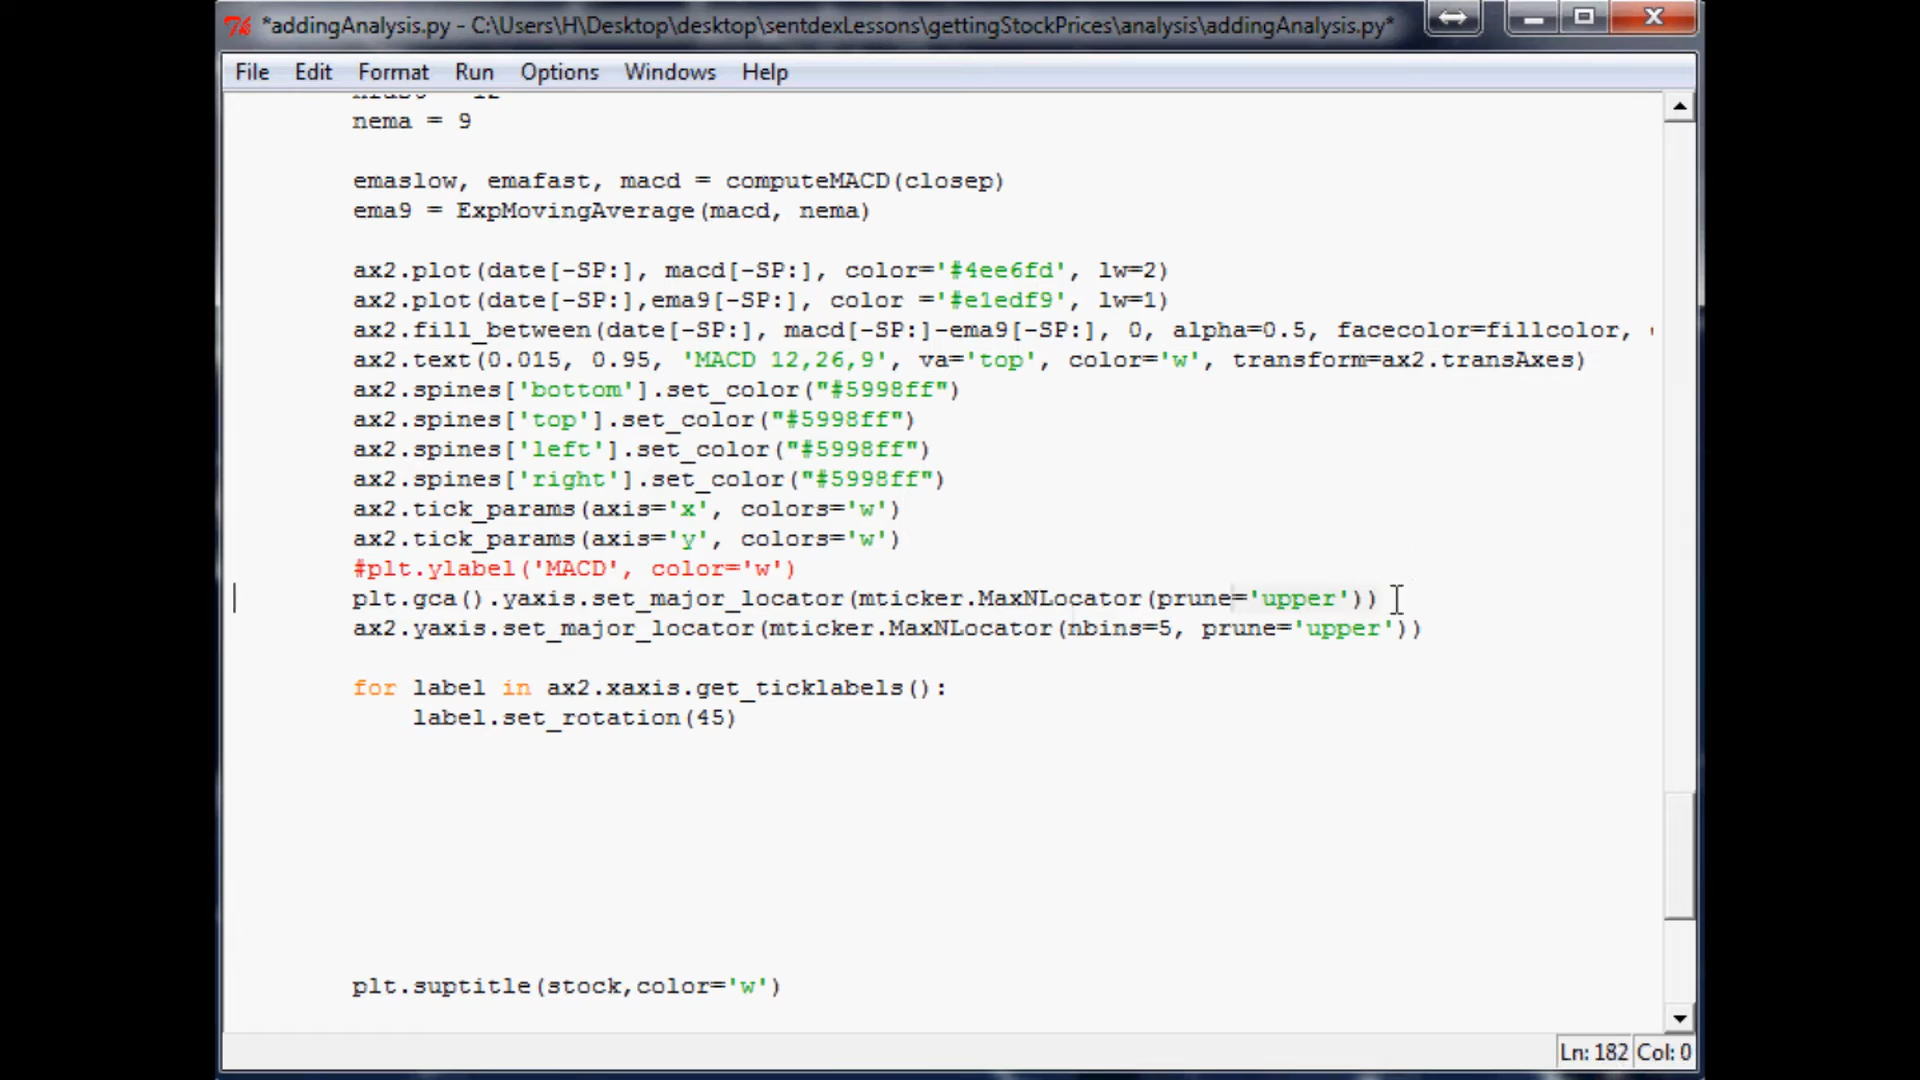 *addingAnalysis.py - C:\Users\H\Desktop\desktop\sentdexLessons\gettingStockPrices\analysis\addingAnalysis.py*
File Edit Format Run Options Windows Help
nema = 9
emaslow, emafast, macd = computeMACD(closep)
ema9 = ExpMovingAverage(macd, nema)
ax2.plot(date[-SP:], macd[-SP:], color='#4ee6fd', lw=2)
ax2.plot(date[-SP:],ema9[-SP:], color ='#e1edf9', lw=1)
ax2.fill_between(date[-SP:], macd[-SP:]-ema9[-SP:], 0, alpha=0.5, facecolor=fillcolor,
ax2.text(0.015, 0.95, 'MACD 12,26,9', va='top', color='w', transform=ax2.transAxes)
ax2.spines['bottom'].set_color("#5998ff")
ax2.spines['top'].set_color("#5998ff")
ax2.spines['left'].set_color("#5998ff")
ax2.spines['right'].set_color("#5998ff")
ax2.tick_params(axis='x', colors='w')
ax2.tick_params(axis='y', colors='w')
#plt.ylabel('MACD', color='w')
plt.gca().yaxis.set_major_locator(mticker.MaxNLocator(prune='upper'))
ax2.yaxis.set_major_locator(mticker.MaxNLocator(nbins=5, prune='upper'))
for label in ax2.xaxis.get_ticklabels():
label.set_rotation(45)
plt.suptitle(stock,color='w')
Ln: 182 Col: 0